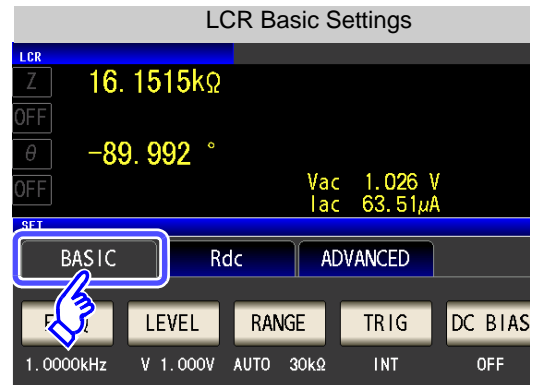 LCR Basic Settings
LCR
Z 16.1515kΩ
OFF
θ -89.992 °
OFF
Vac 1.026 V
Iac 63.51µA
SET
BASIC Rdc ADVANCED
LEVEL RANGE TRIG DC BIAS
1.0000kHz V 1.000V AUTO 30kΩ INT OFF